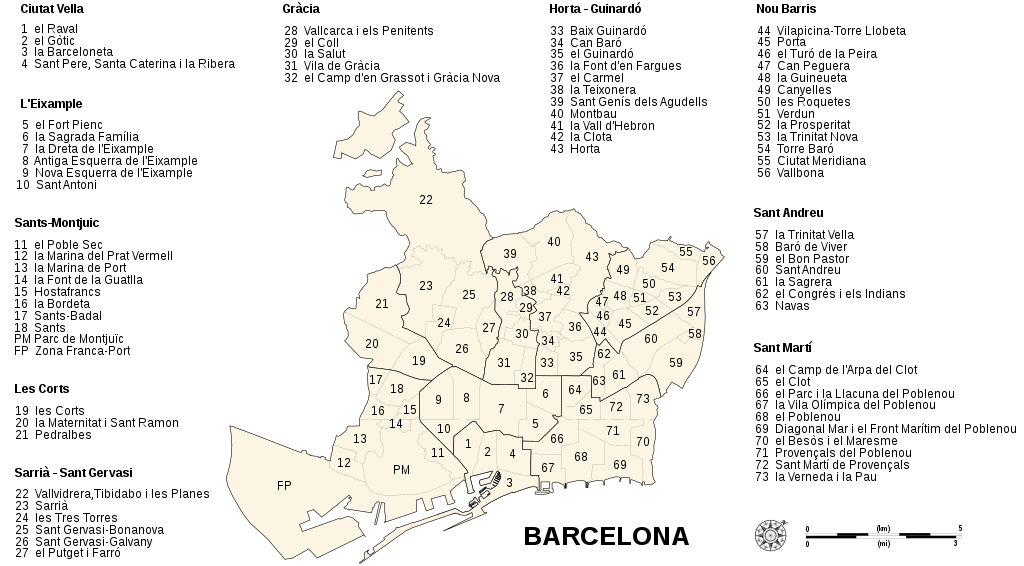 Ciutat Vella
1 el Raval
2 el Gòtic
3 la Barceloneta
4 Sant Pere, Santa Caterina i la Ribera
L'Eixample
5 el Fort Pienc
6 la Sagrada Família
7 la Dreta de l'Eixample
8 Antiga Esquerra de l'Eixample
9 Nova Esquerra de l'Eixample
10 Sant Antoni
Sants-Montjuic
11 el Poble Sec
12 la Marina del Prat Vermell
13 la Marina de Port
14 la Font de la Guatlla
15 Hostafrancs
16 la Bordeta
17 Sants-Badal
18 Sants
PM Parc de Montjuïc
FP Zona Franca-Port
Les Corts
19 les Corts
20 la Maternitat i Sant Ramon
21 Pedralbes
Sarrià - Sant Gervasi
22 Vallvidrera,Tibidabo i les Planes
23 Sarrià
24 les Tres Torres
25 Sant Gervasi-Bonanova
26 Sant Gervasi-Galvany
27 el Putget i Farró
Gràcia
28 Vallcarca i els Penitents
29 el Coll
30 la Salut
31 Vila de Gràcia
32 el Camp d'en Grassot i Gràcia Nova
Horta - Guinardó
33 Baix Guinardó
34 Can Baró
35 el Guinardó
36 la Font d'en Fargues
37 el Carmel
38 la Teixonera
39 Sant Genís dels Agudells
40 Montbau
41 la Vall d'Hebron
42 la Clota
43 Horta
Nou Barris
44 Vilapicina-Torre Llobeta
45 Porta
46 el Turó de la Peira
47 Can Peguera
48 la Guineueta
49 Canyelles
50 les Roquetes
51 Verdun
52 la Prosperitat
53 la Trinitat Nova
54 Torre Baró
55 Ciutat Meridiana
56 Vallbona
Sant Andreu
57 la Trinitat Vella
58 Baró de Viver
59 el Bon Pastor
60 Sant Andreu
61 la Sagrera
62 el Congrés i els Indians
63 Navas
Sant Martí
64 el Camp de l'Arpa del Clot
65 el Clot
66 el Parc i la Llacuna del Poblenou
67 la Vila Olímpica del Poblenou
68 el Poblenou
69 Diagonal Mar i el Front Marítim del Poblenou
70 el Besòs i el Maresme
71 Provençals del Poblenou
72 Sant Martí de Provençals
73 la Verneda i la Pau
22
40
39 43 55
56
54
49
23 41 50
25 28 38 42 48 51 53
21 29 47 52 57
24 27 37 46 45
30 36 44 58
34 60
20 26 62
19 31 33 35 59
17 32 63 61
18 6 64
9 8 73
16 15 7 65 72
14 5 71
13 10 66 70
1 2 4 68
12 11 67 69
PM
FP 3
BARCELONA
0 (km) 5
0 (mi) 3